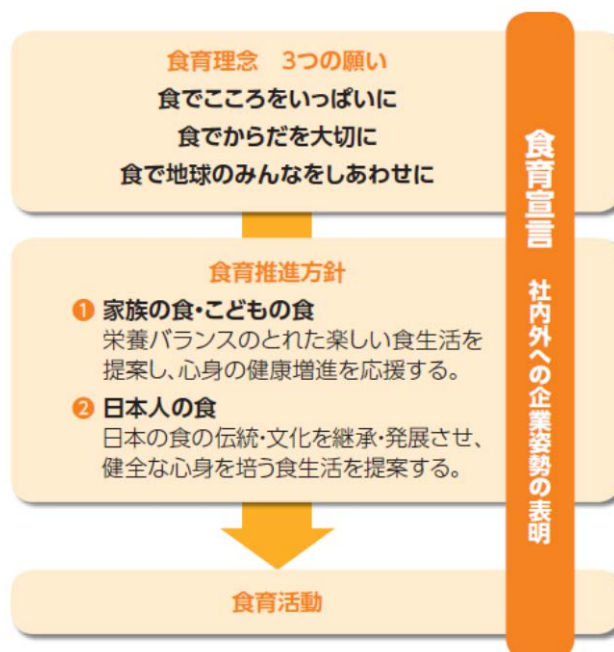 食育理念 3つの願い
食でこころをいっぱいに
食でからだを大切に
食で地球のみんなをしあわせに
食育推進方針
❶ 家族の食・こどもの食
栄養バランスのとれた楽しい食生活を
提案し、心身の健康増進を応援する。
❷ 日本人の食
日本の食の伝統・文化を継承・発展させ、
健全な心身を培う食生活を提案する。
食育活動
食育宣言 社内外への企業姿勢の表明